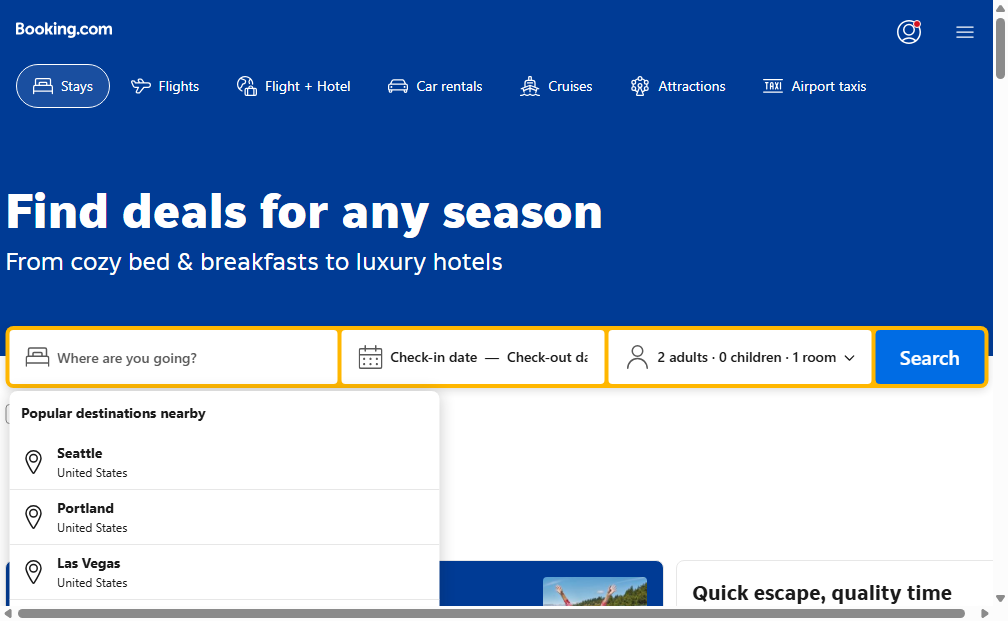 Booking.com
Stays
Flights
Flight + Hotel
Car rentals
Cruises
Attractions
TAXI Airport taxis
Find deals for any season
From cozy bed & breakfasts to luxury hotels
Where are you going?
Check-in date — Check-out da
2 adults · 0 children · 1 room
Search
Popular destinations nearby
Seattle
United States
Portland
United States
Las Vegas
United States
Quick escape, quality time